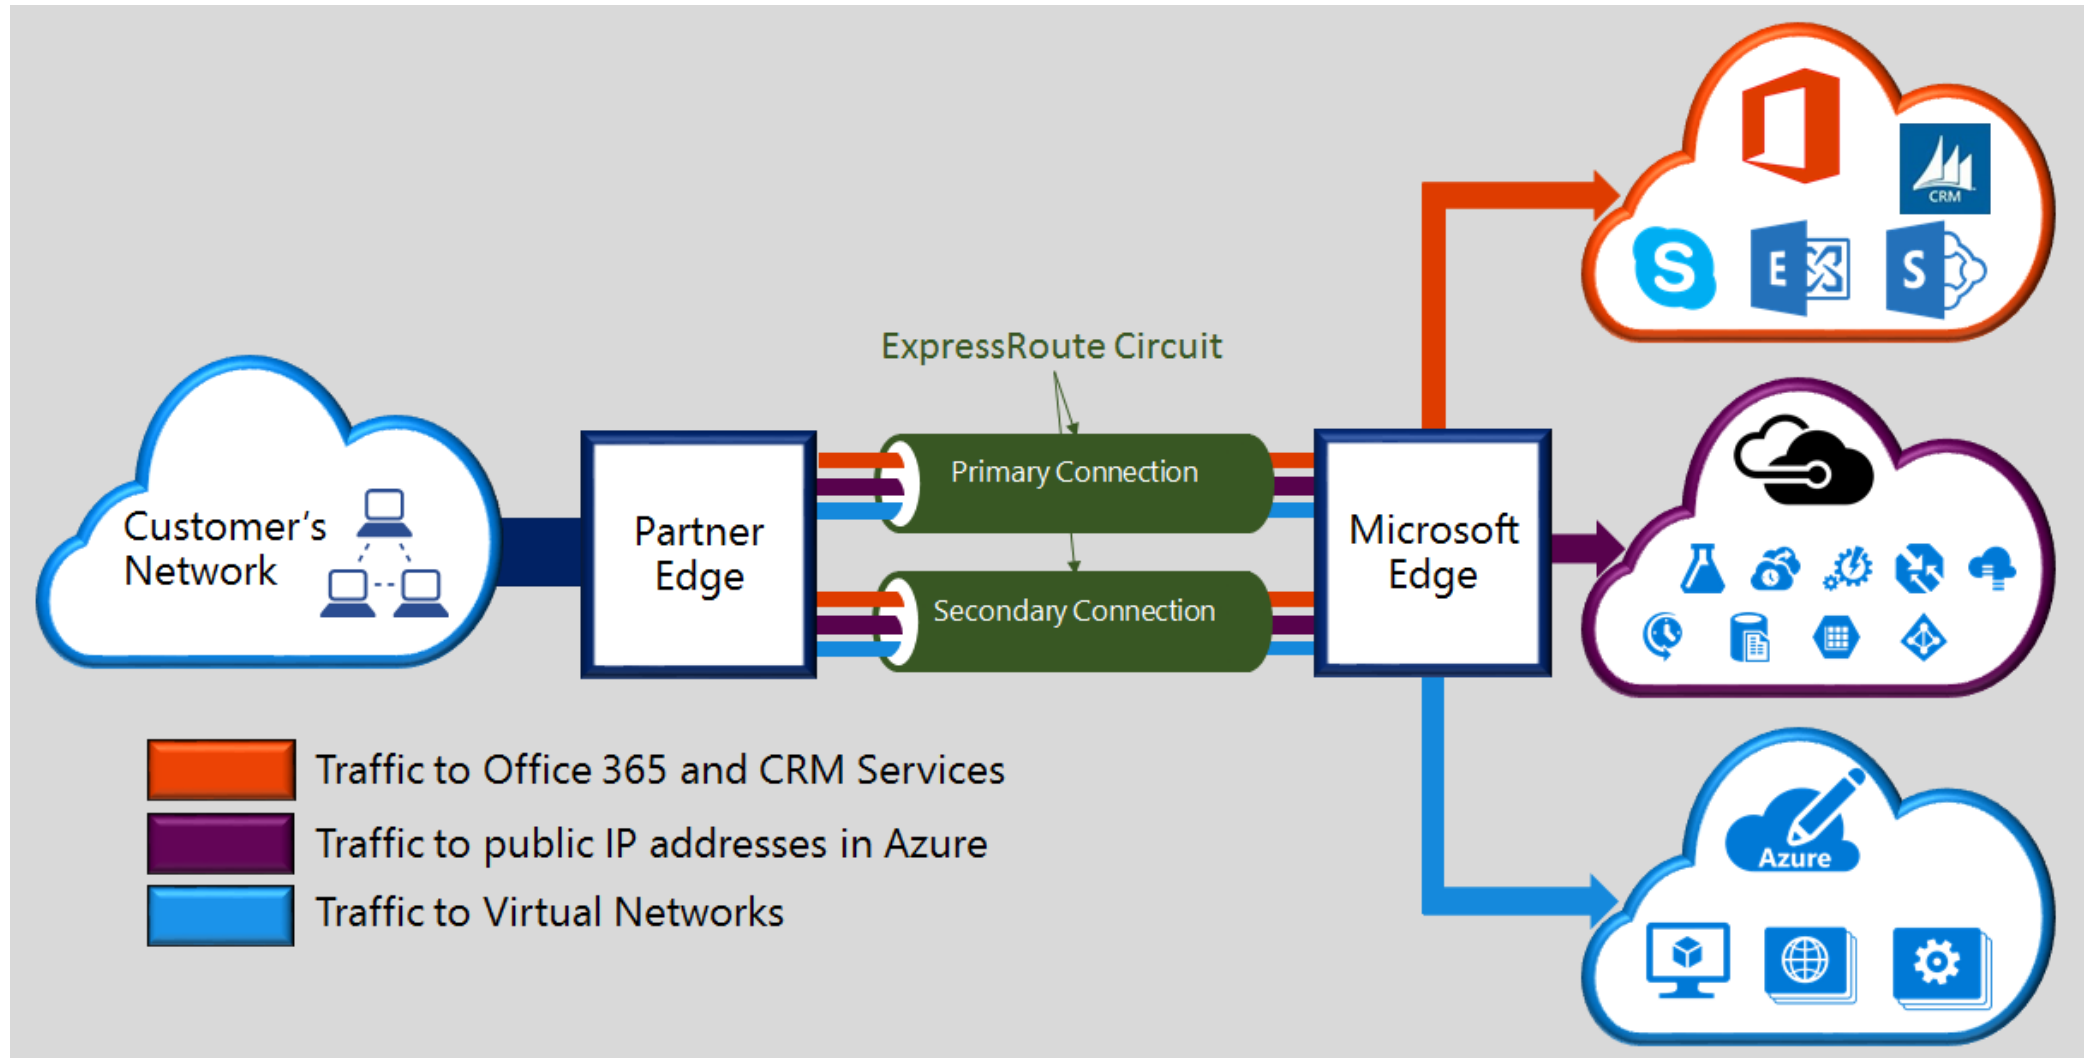 ExpressRoute Circuit
Customer's
Network
Partner
Edge
Primary Connection
Secondary Connection
Microsoft
Edge
CRM
S
E
S
Azure
Traffic to Office 365 and CRM Services
Traffic to public IP addresses in Azure
Traffic to Virtual Networks